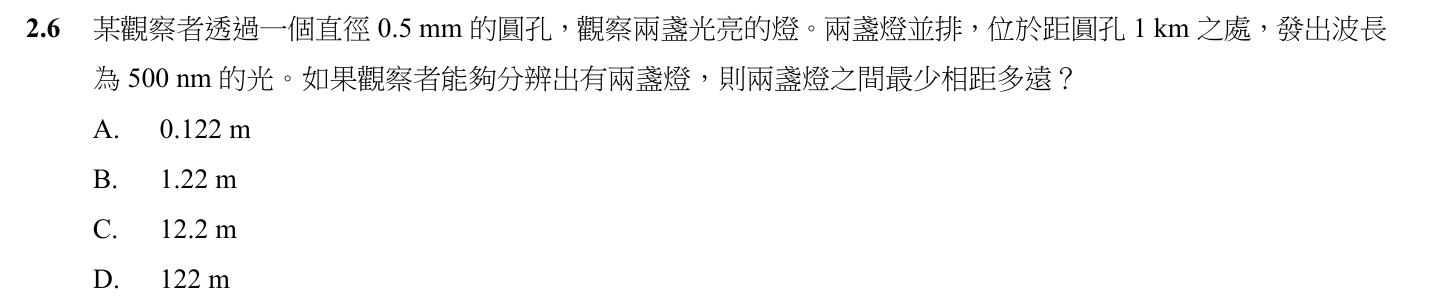 2.6 某觀察者透過一個直徑 0.5 mm 的圓孔，觀察兩盞光亮的燈。兩盞燈並排，位於距圓孔 1 km 之處，發出波長
為 500 nm 的光。如果觀察者能夠分辨出有兩盞燈，則兩盞燈之間最少相距多遠？
A. 0.122 m
B. 1.22 m
C. 12.2 m
D. 122 m